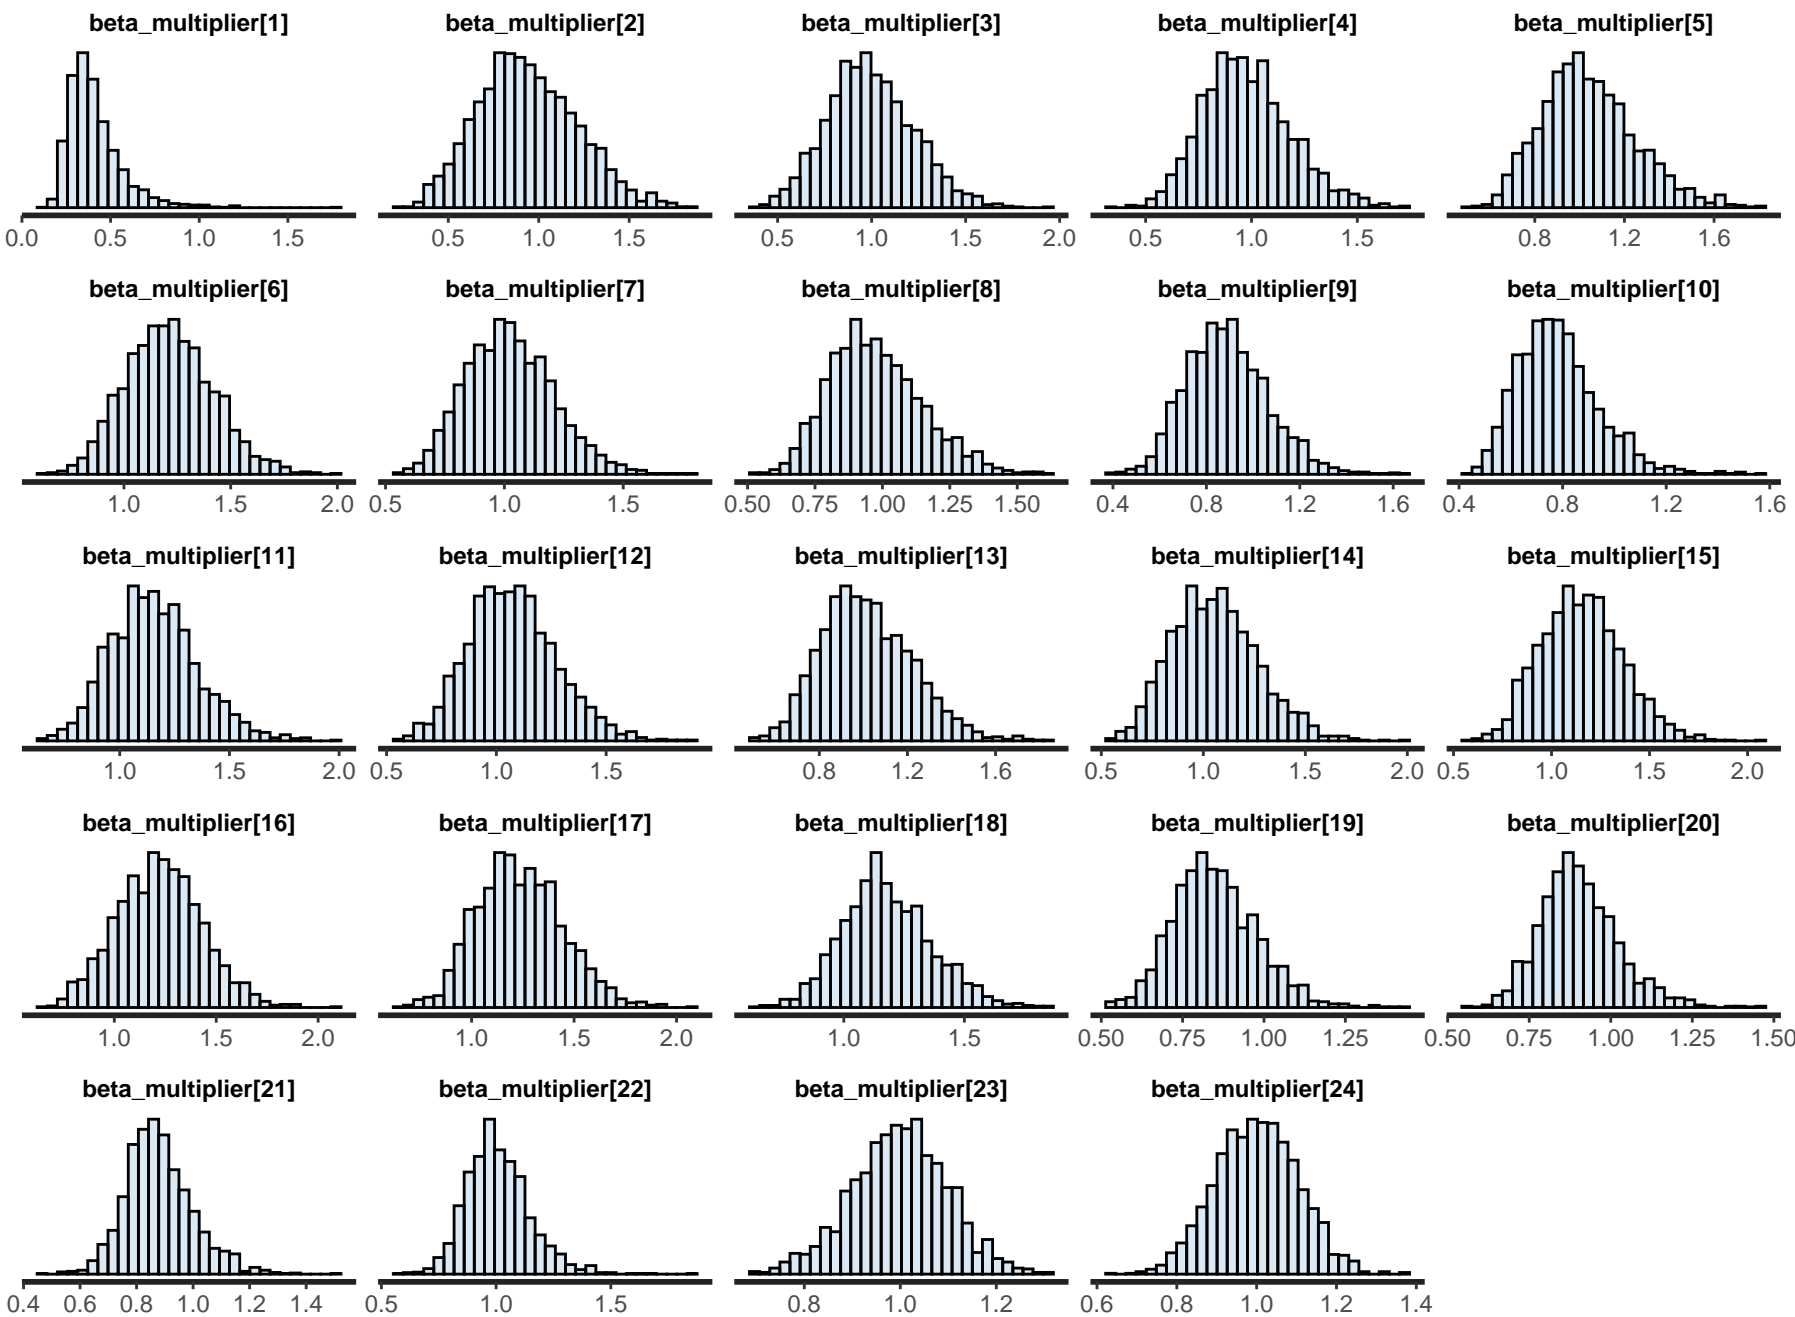 beta_multiplier[1] beta_multiplier[2] beta_multiplier[3] beta_multiplier[4] beta_multiplier[5]
0.0 0.5 1.0 1.5 0.5 1.0 1.5 0.5 1.0 1.5 2.0 0.5 1.0 1.5 0.8 1.2 1.6
beta_multiplier[6] beta_multiplier[7] beta_multiplier[8] beta_multiplier[9] beta_multiplier[10]
1.0 1.5 2.0 0.5 1.0 1.5 0.50 0.75 1.00 1.25 1.50 0.4 0.8 1.2 1.6 0.4 0.8 1.2 1.6
beta_multiplier[11] beta_multiplier[12] beta_multiplier[13] beta_multiplier[14] beta_multiplier[15]
1.0 1.5 2.0 0.5 1.0 1.5 0.8 1.2 1.6 0.5 1.0 1.5 2.0 0.5 1.0 1.5 2.0
beta_multiplier[16] beta_multiplier[17] beta_multiplier[18] beta_multiplier[19] beta_multiplier[20]
1.0 1.5 2.0 1.0 1.5 2.0 1.0 1.5 0.50 0.75 1.00 1.25 0.50 0.75 1.00 1.25 1.50
beta_multiplier[21] beta_multiplier[22] beta_multiplier[23] beta_multiplier[24]
0.4 0.6 0.8 1.0 1.2 1.4 0.5 1.0 1.5 0.8 1.0 1.2 0.6 0.8 1.0 1.2 1.4